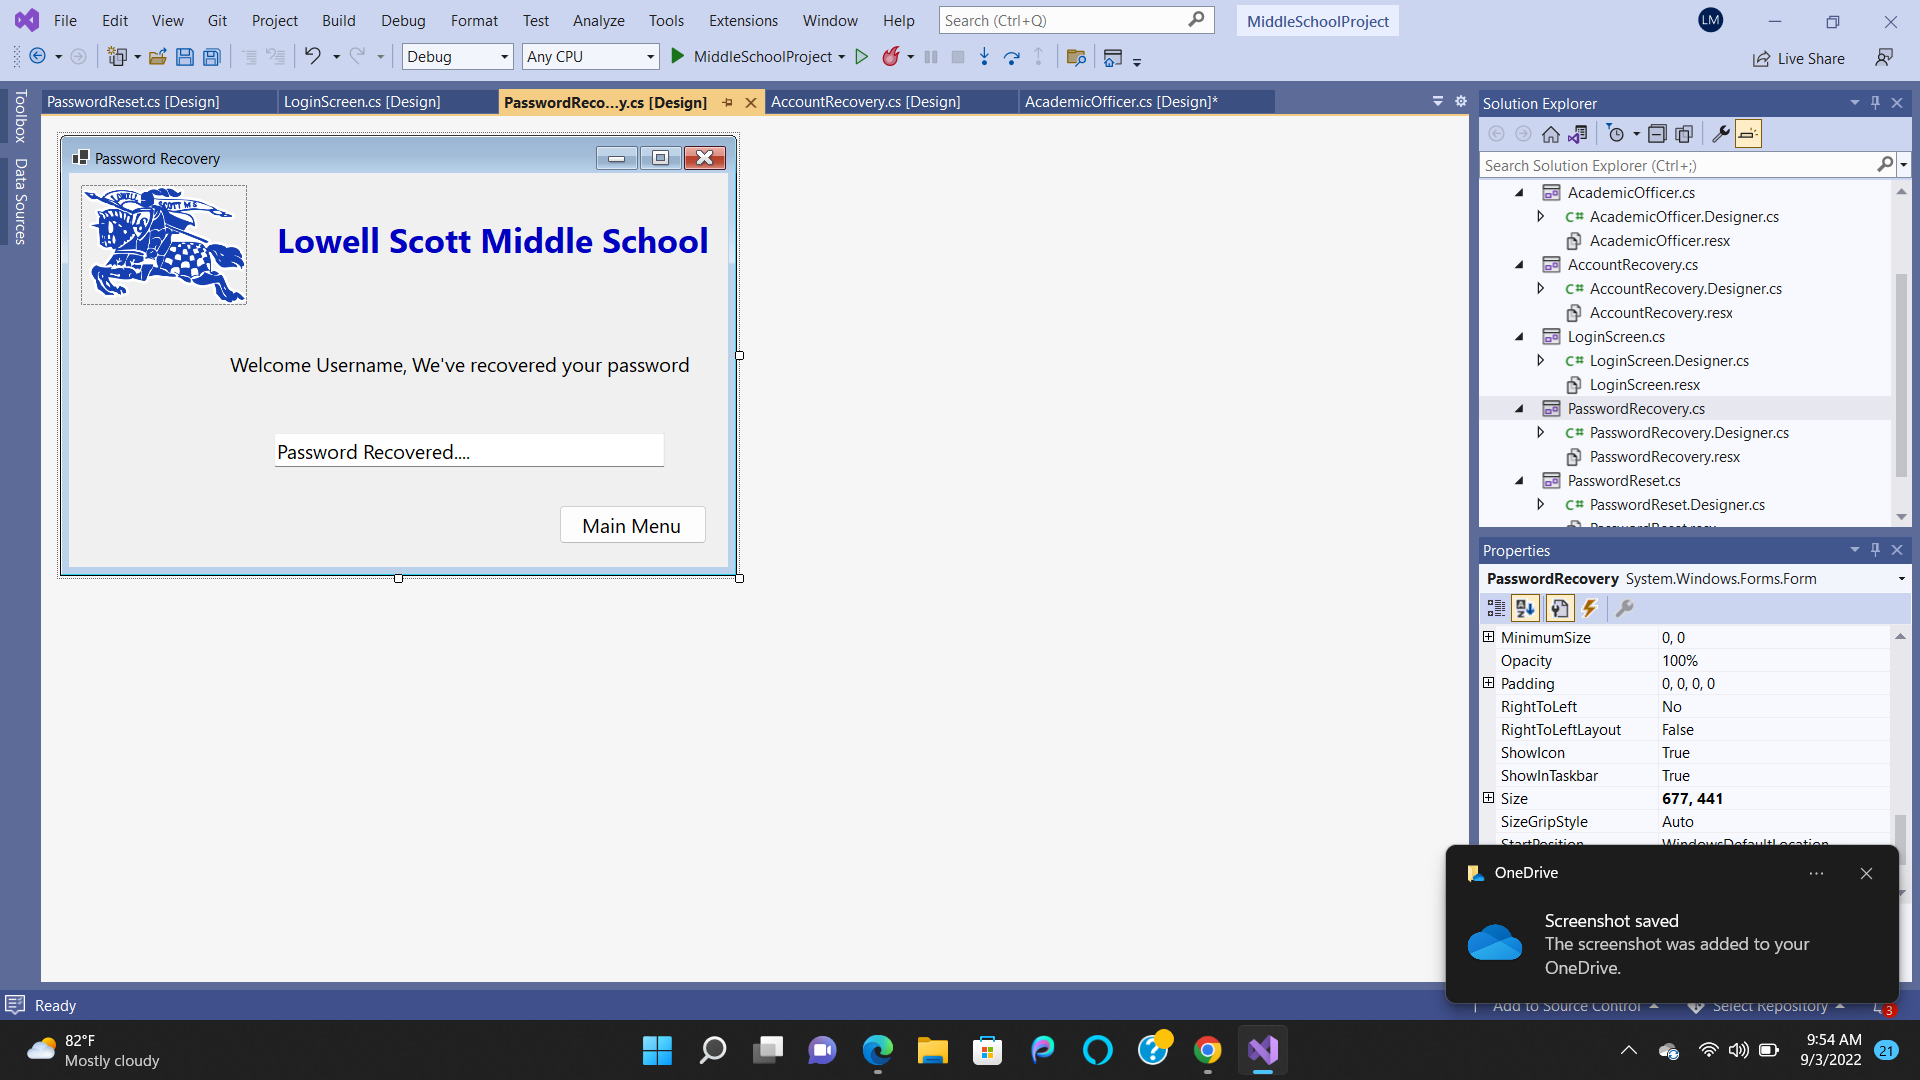 File Edit View Git Project Build Debug Format Test Analyze Tools Extensions Window Help Search (Ctrl+Q) MiddleSchoolProject LM
Debug Any CPU MiddleSchoolProject Live Share
Toolbox
Data Sources
PasswordReset.cs [Design] LoginScreen.cs [Design] PasswordReco...y.cs [Design] AccountRecovery.cs [Design] AcademicOfficer.cs [Design]*
Password Recovery
LOWELL SCOTT M S
Lowell Scott Middle School
Welcome Username, We've recovered your password
Password Recovered....
Main Menu
Solution Explorer
Search Solution Explorer (Ctrl+;)
AcademicOfficer.cs
C# AcademicOfficer.Designer.cs
AcademicOfficer.resx
AccountRecovery.cs
C# AccountRecovery.Designer.cs
AccountRecovery.resx
LoginScreen.cs
C# LoginScreen.Designer.cs
LoginScreen.resx
PasswordRecovery.cs
C# PasswordRecovery.Designer.cs
PasswordRecovery.resx
PasswordReset.cs
C# PasswordReset.Designer.cs
PasswordReset.resx
Properties
PasswordRecovery System.Windows.Forms.Form
MinimumSize 0, 0
Opacity 100%
Padding 0, 0, 0, 0
RightToLeft No
RightToLeftLayout False
ShowIcon True
ShowInTaskbar True
Size 677, 441
SizeGripStyle Auto
StartPosition WindowsDefaultLocation
OneDrive
Screenshot saved
The screenshot was added to your
OneDrive.
Ready
Add to Source Control Select Repository 3
82°F
Mostly cloudy
9:54 AM
9/3/2022
21